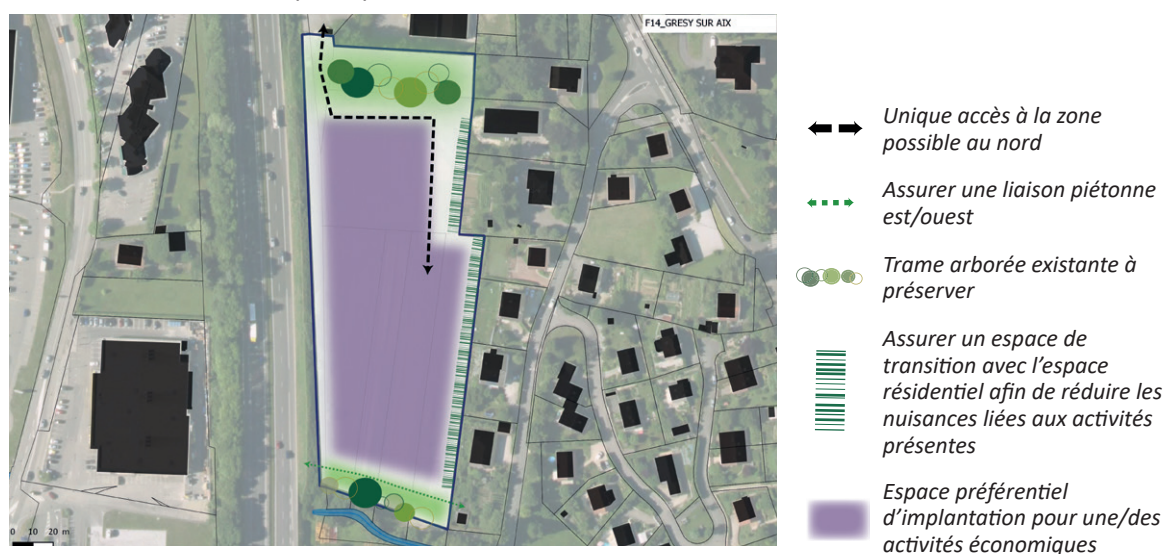 F14_GRESY SUR AIX
Unique accès à la zone
possible au nord
Assurer une liaison piétonne
est/ouest
Trame arborée existante à
préserver
Assurer un espace de
transition avec l’espace
résidentiel afin de réduire les
nuisances liées aux activités
présentes
Espace préférentiel
d’implantation pour une/des
activités économiques
0 10 20 m